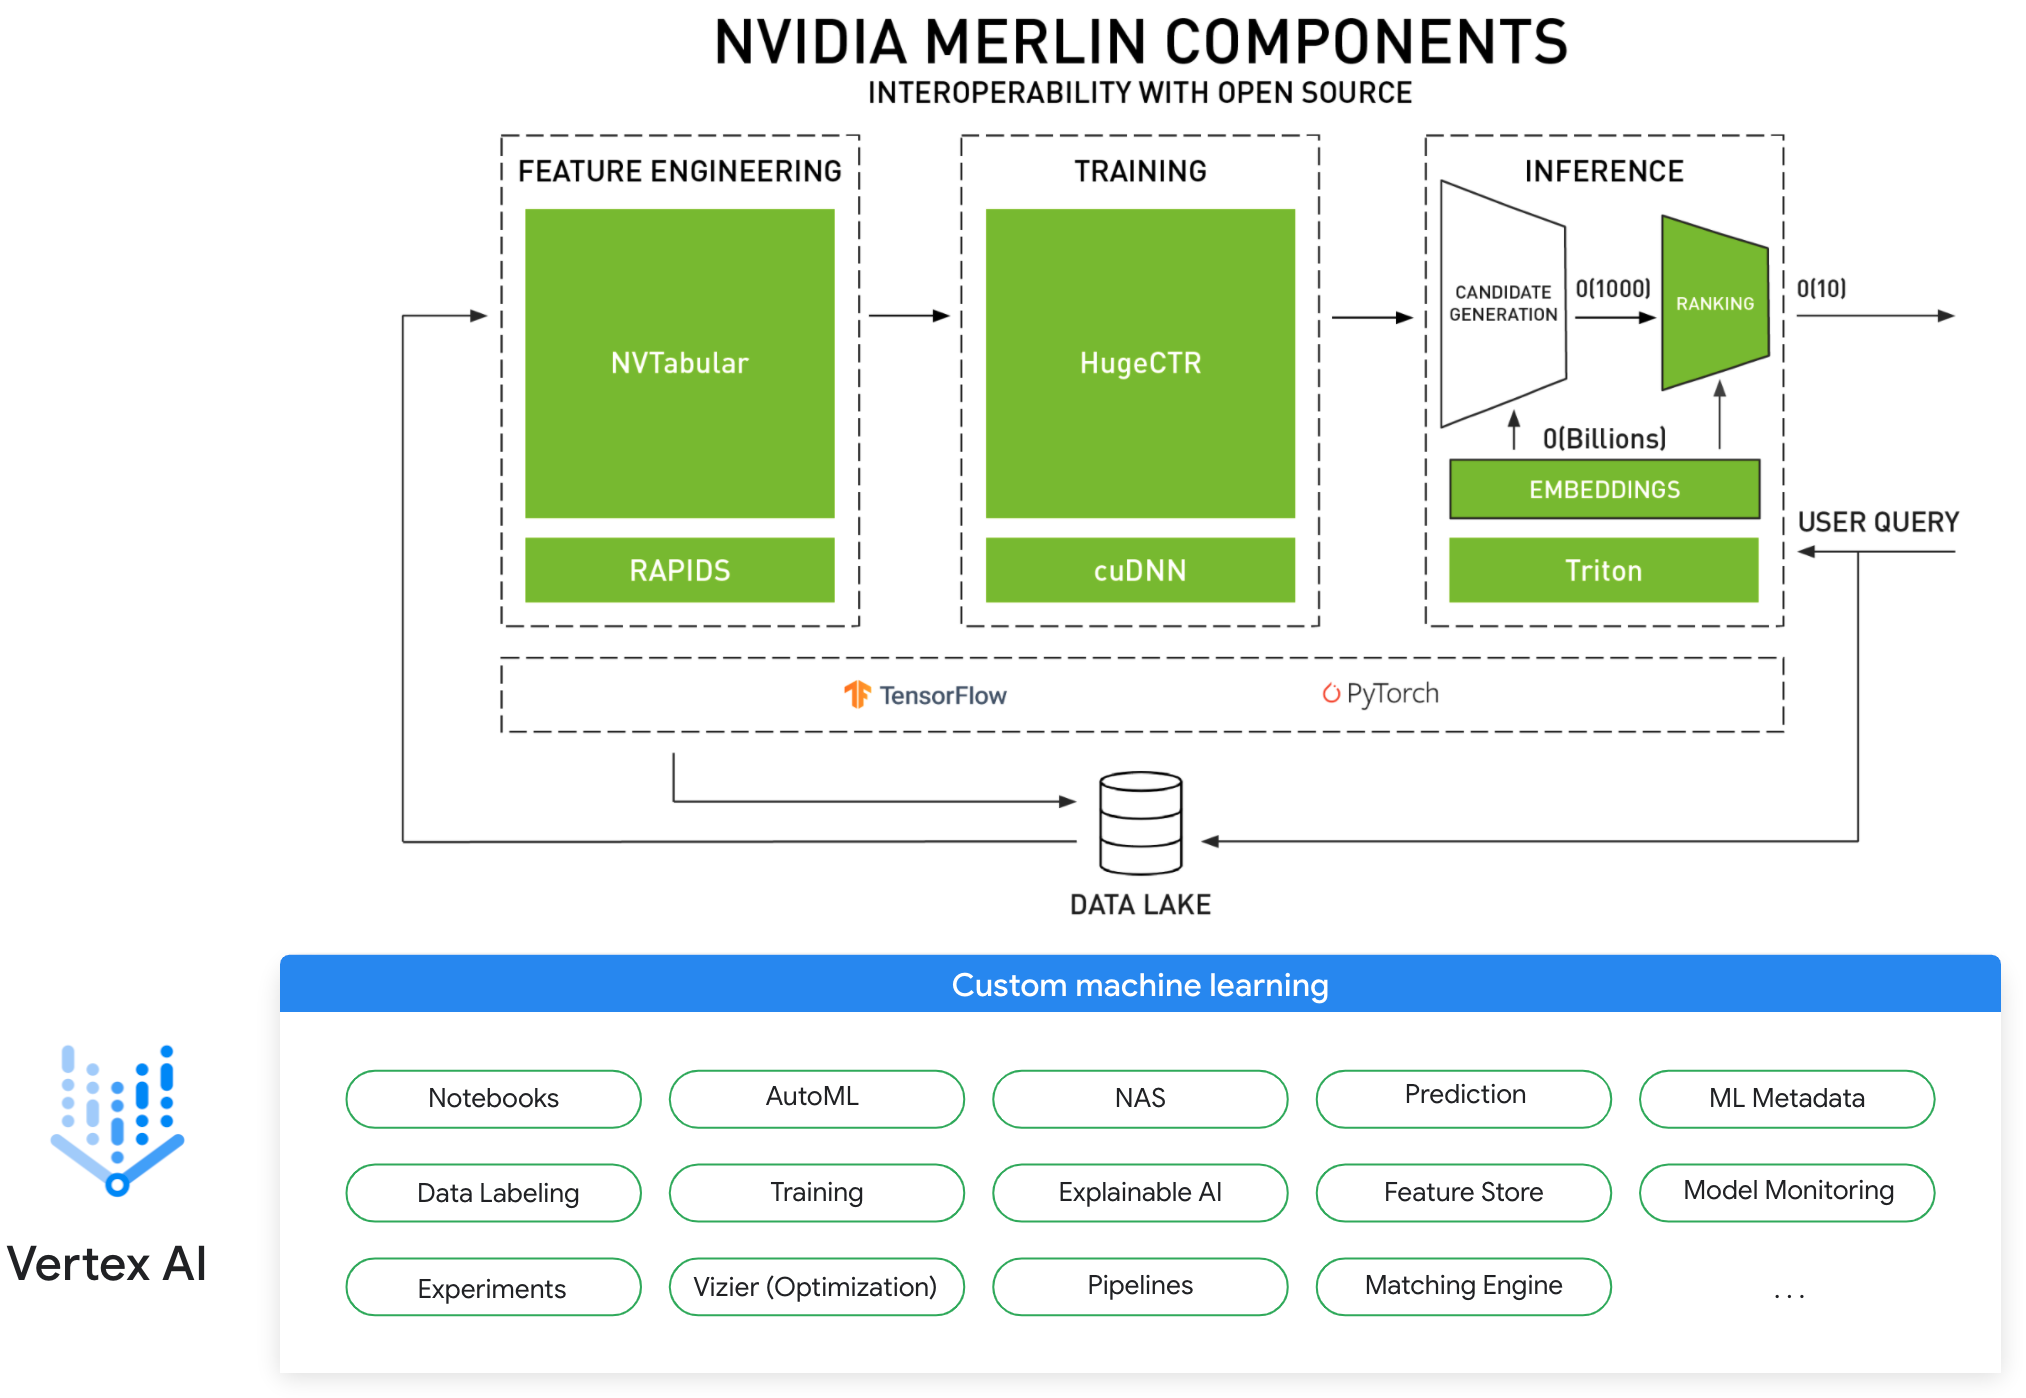 NVIDIA MERLIN COMPONENTS
INTEROPERABILITY WITH OPEN SOURCE
FEATURE ENGINEERING
NVTabular
RAPIDS
TRAINING
HugeCTR
cuDNN
INFERENCE
CANDIDATE
GENERATION
O(1000)
RANKING
O(10)
O(Billions)
EMBEDDINGS
Triton
USER QUERY
TensorFlow
PyTorch
DATA LAKE
Vertex AI
Custom machine learning
Notebooks
AutoML
NAS
Prediction
ML Metadata
Data Labeling
Training
Explainable AI
Feature Store
Model Monitoring
Experiments
Vizier (Optimization)
Pipelines
Matching Engine
...